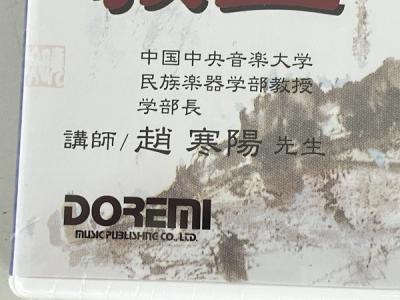 中国中央音楽大学
民族楽器学部教授
学部長
講師/趙寒陽先生
DOREMI
MUSIC PUBLISHING CO.,LTD.